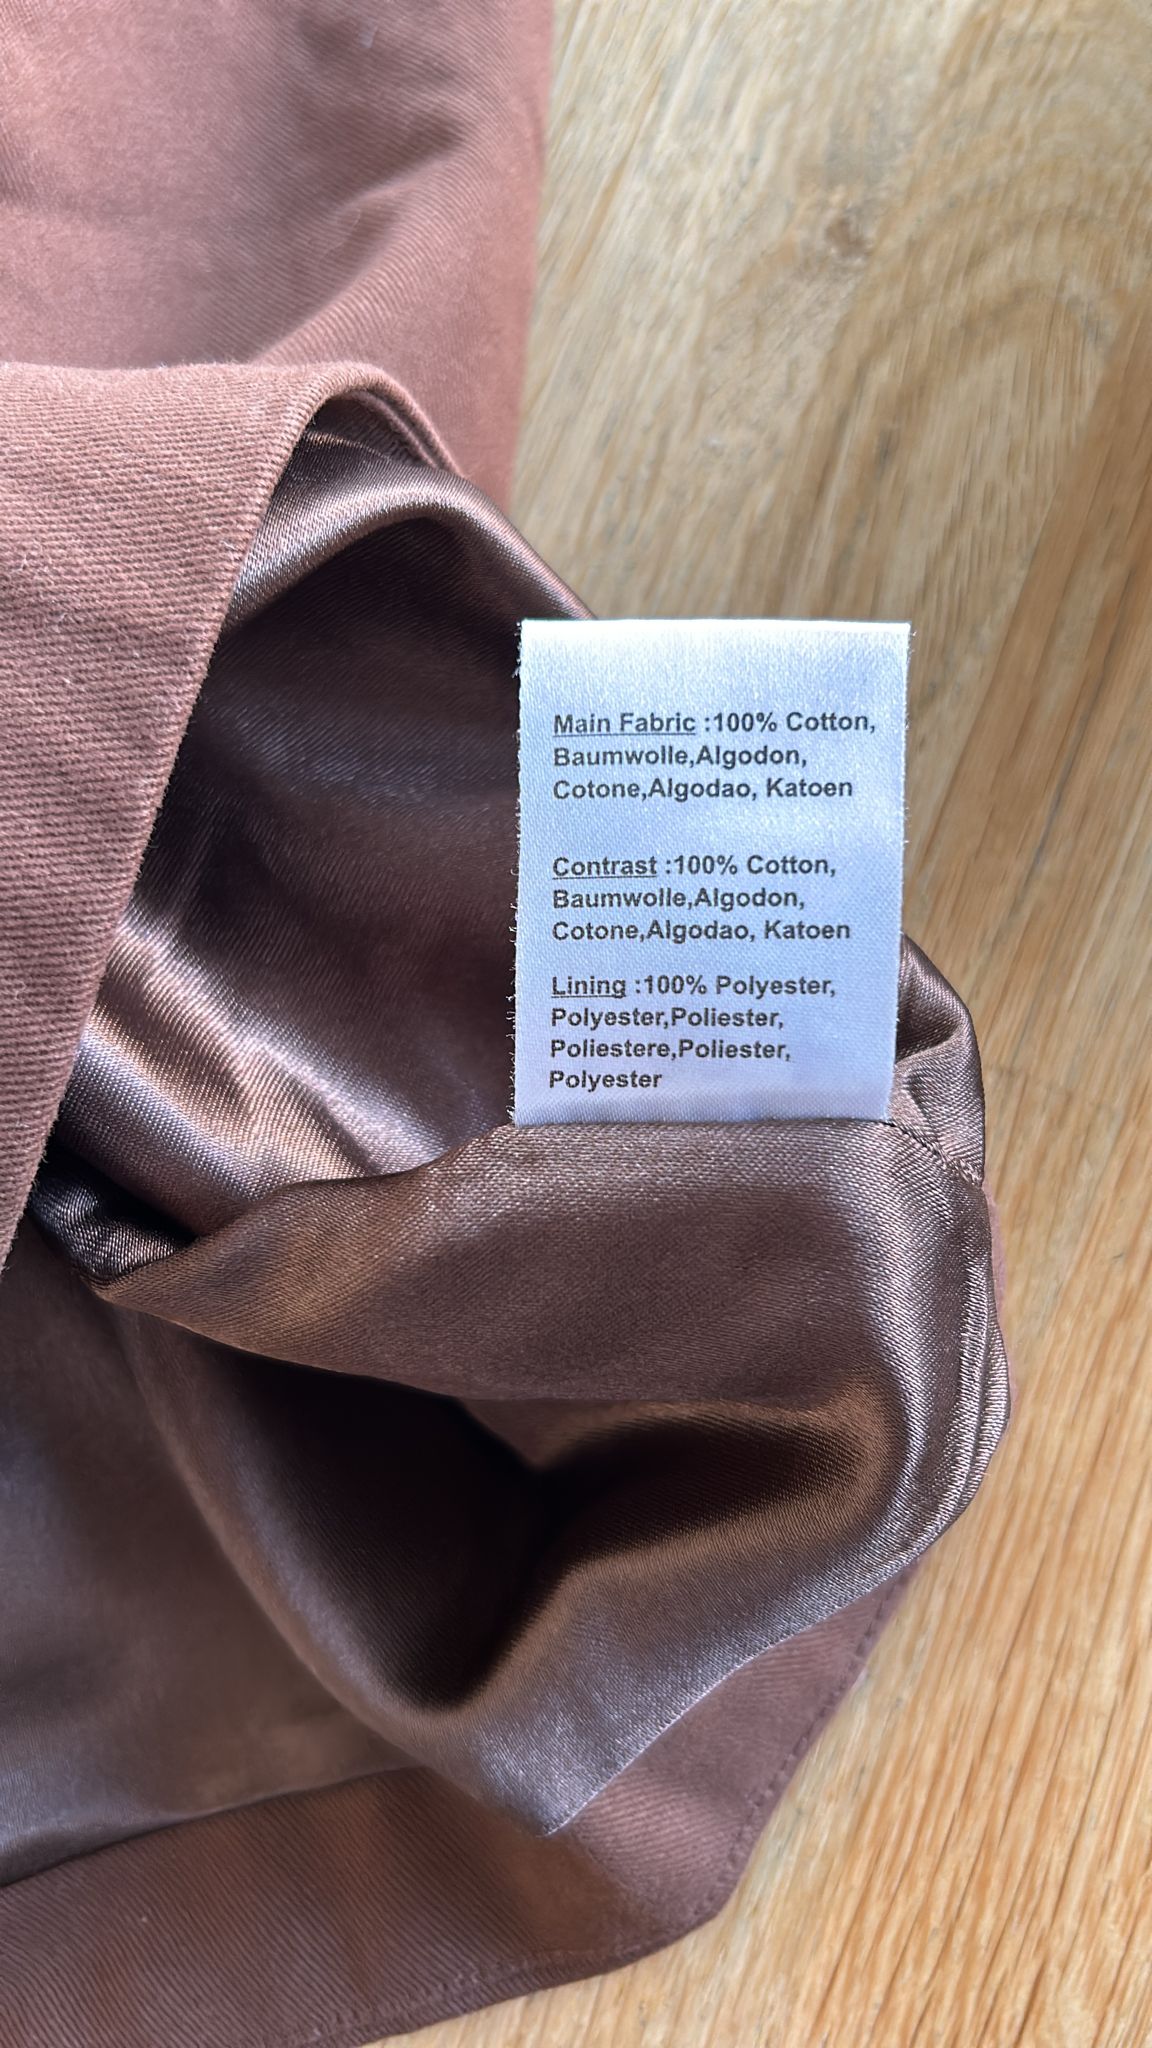 Main Fabric :100% Cotton,
Baumwolle,Algodon,
Cotone,Algodao, Katoen
Contrast :100% Cotton,
Baumwolle,Algodon,
Cotone,Algodao, Katoen
Lining :100% Polyester,
Polyester,Poliester,
Poliestere,Poliester,
Polyester